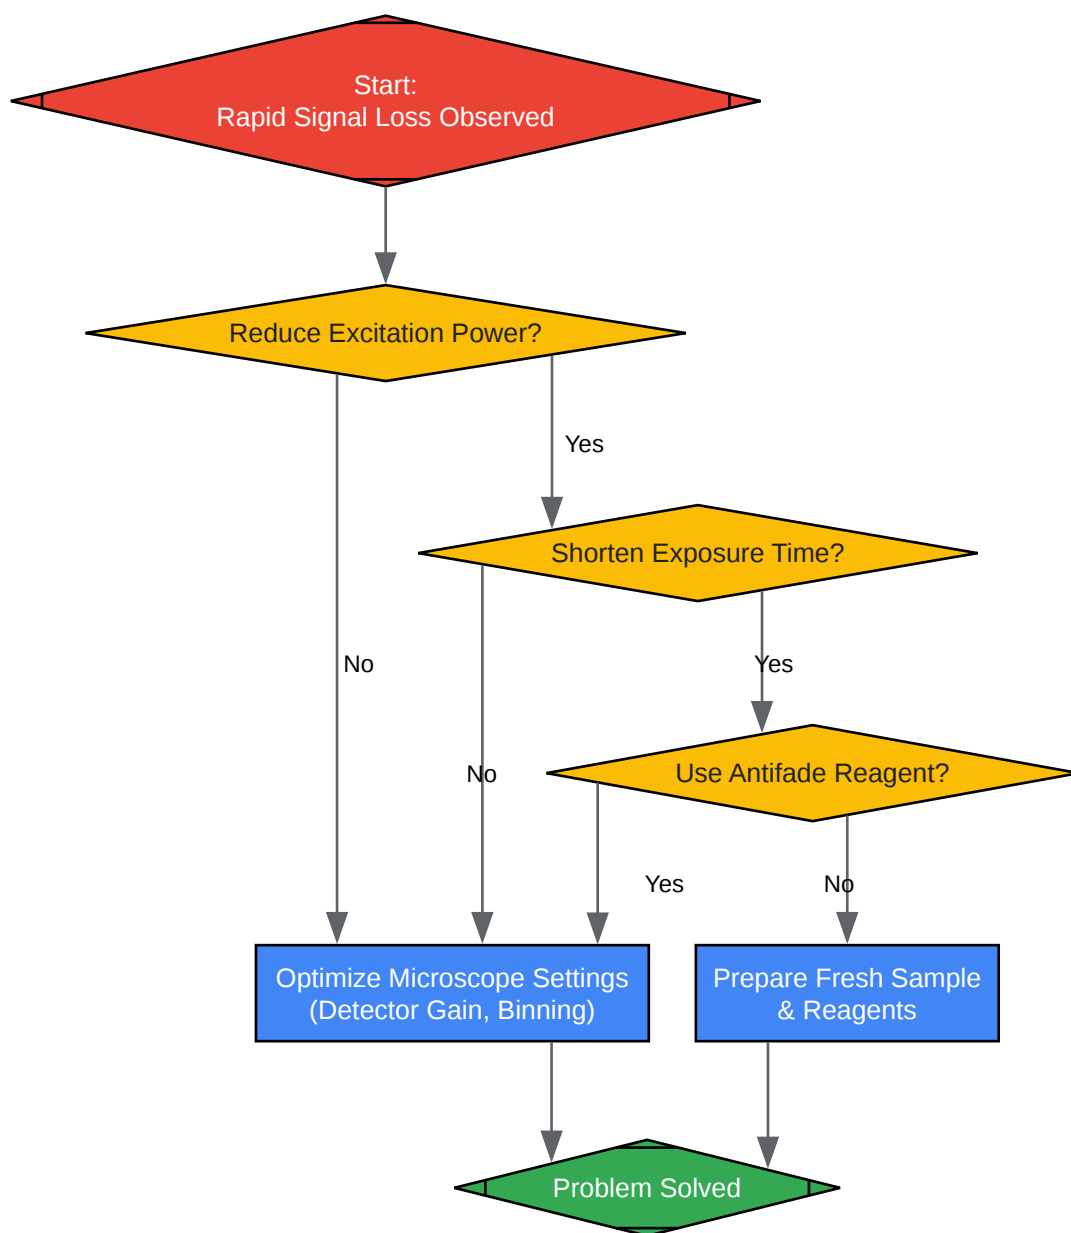 Start:
Rapid Signal Loss Observed
Reduce Excitation Power?
Yes
Shorten Exposure Time?
No
Yes
No
Use Antifade Reagent?
Yes
No
Optimize Microscope Settings
(Detector Gain, Binning)
Prepare Fresh Sample
& Reagents
Problem Solved